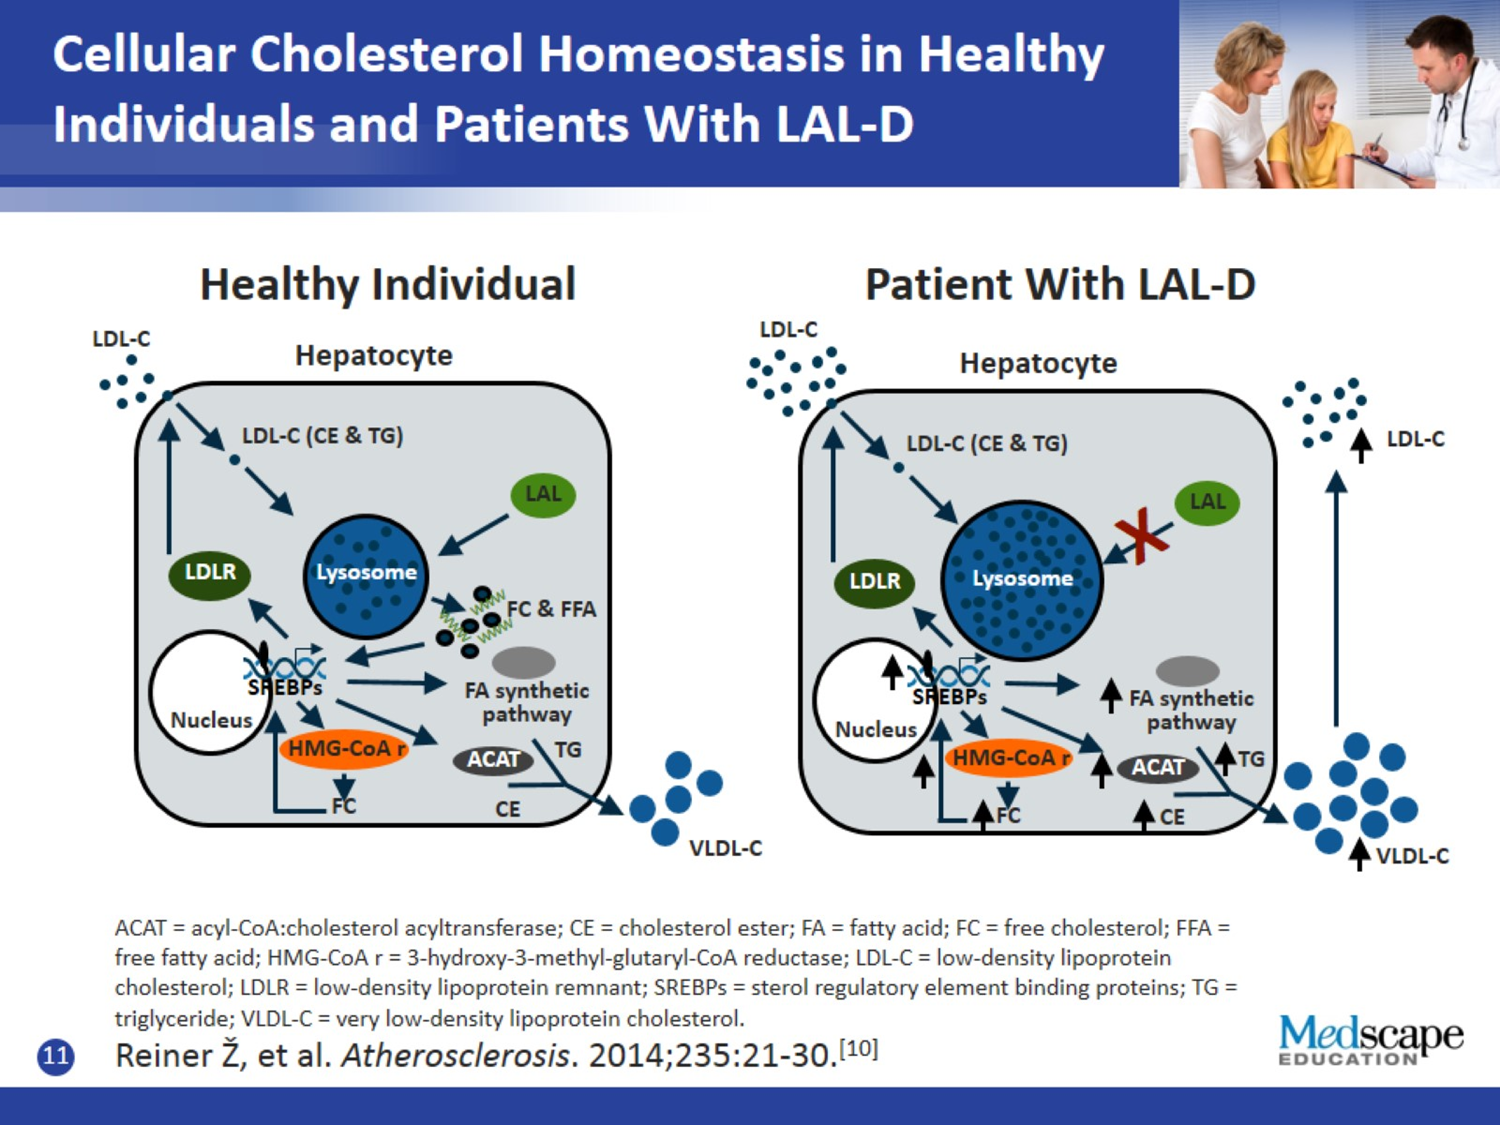 Cellular Cholesterol Homeostasis in Healthy
Individuals and Patients With LAL-D
Healthy Individual
LDL-C
Hepatocyte
LDL-C (CE & TG)
LAL
Lysosome
LDLR
FC & FFA
SREBPs
FA synthetic
pathway
Nucleus
HMG-CoA r
ACAT
TG
FC
CE
VLDL-C
Patient With LAL-D
LDL-C
Hepatocyte
LDL-C
LDL-C (CE & TG)
LAL
X
Lysosome
LDLR
SREBPs
FA synthetic
pathway
Nucleus
HMG-CoA r
ACAT
TG
FC
CE
VLDL-C
ACAT = acyl-CoA:cholesterol acyltransferase; CE = cholesterol ester; FA = fatty acid; FC = free cholesterol; FFA =
free fatty acid; HMG-CoA r = 3-hydroxy-3-methyl-glutaryl-CoA reductase; LDL-C = low-density lipoprotein
cholesterol; LDLR = low-density lipoprotein remnant; SREBPs = sterol regulatory element binding proteins; TG =
triglyceride; VLDL-C = very low-density lipoprotein cholesterol.
11
Reiner Ž, et al. Atherosclerosis. 2014;235:21-30.[10]
Medscape
EDUCATION